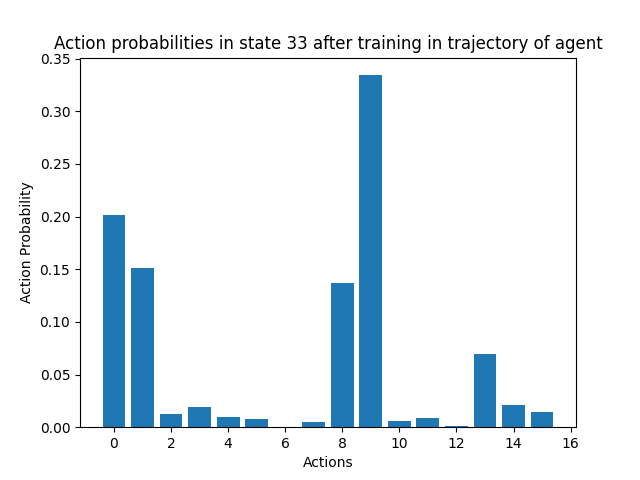 Action probabilities in state 33 after training in trajectory of agent
0.35
0.30
0.25
0.20
0.15
0.10
0.05
0.00
Action Probability
0 2 4 6 8 10 12 14 16
Actions